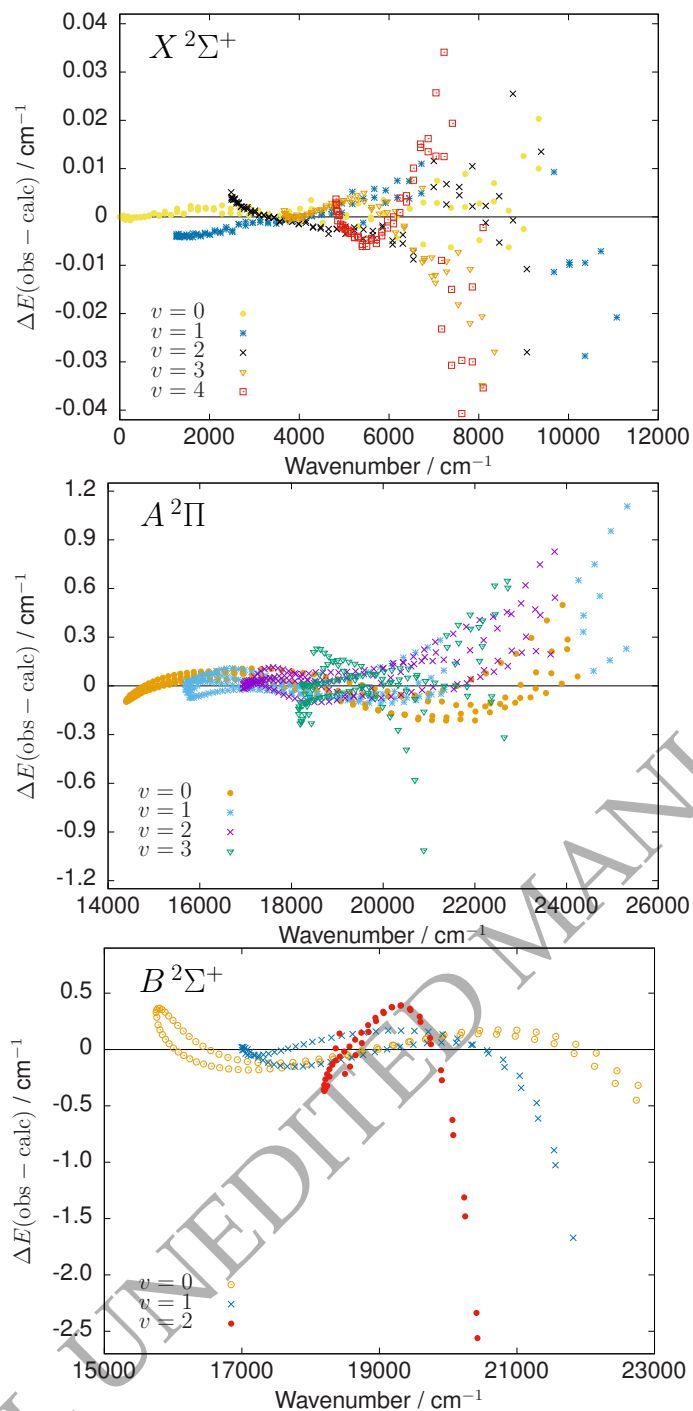 X ²Σ⁺
ΔE(obs − calc) / cm⁻¹
0.04
0.03
0.02
0.01
0
-0.01
-0.02
-0.03
-0.04
v = 0
v = 1
v = 2
v = 3
v = 4
0 2000 4000 6000 8000 10000 12000
Wavenumber / cm⁻¹
A ²Π
ΔE(obs − calc) / cm⁻¹
1.2
0.9
0.6
0.3
0
-0.3
-0.6
-0.9
-1.2
v = 0
v = 1
v = 2
v = 3
14000 16000 18000 20000 22000 24000 26000
Wavenumber / cm⁻¹
B ²Σ⁺
ΔE(obs − calc) / cm⁻¹
0.5
0
-0.5
-1.0
-1.5
-2.0
-2.5
v = 0
v = 1
v = 2
15000 17000 19000 21000 23000
Wavenumber / cm⁻¹
UNEDITED